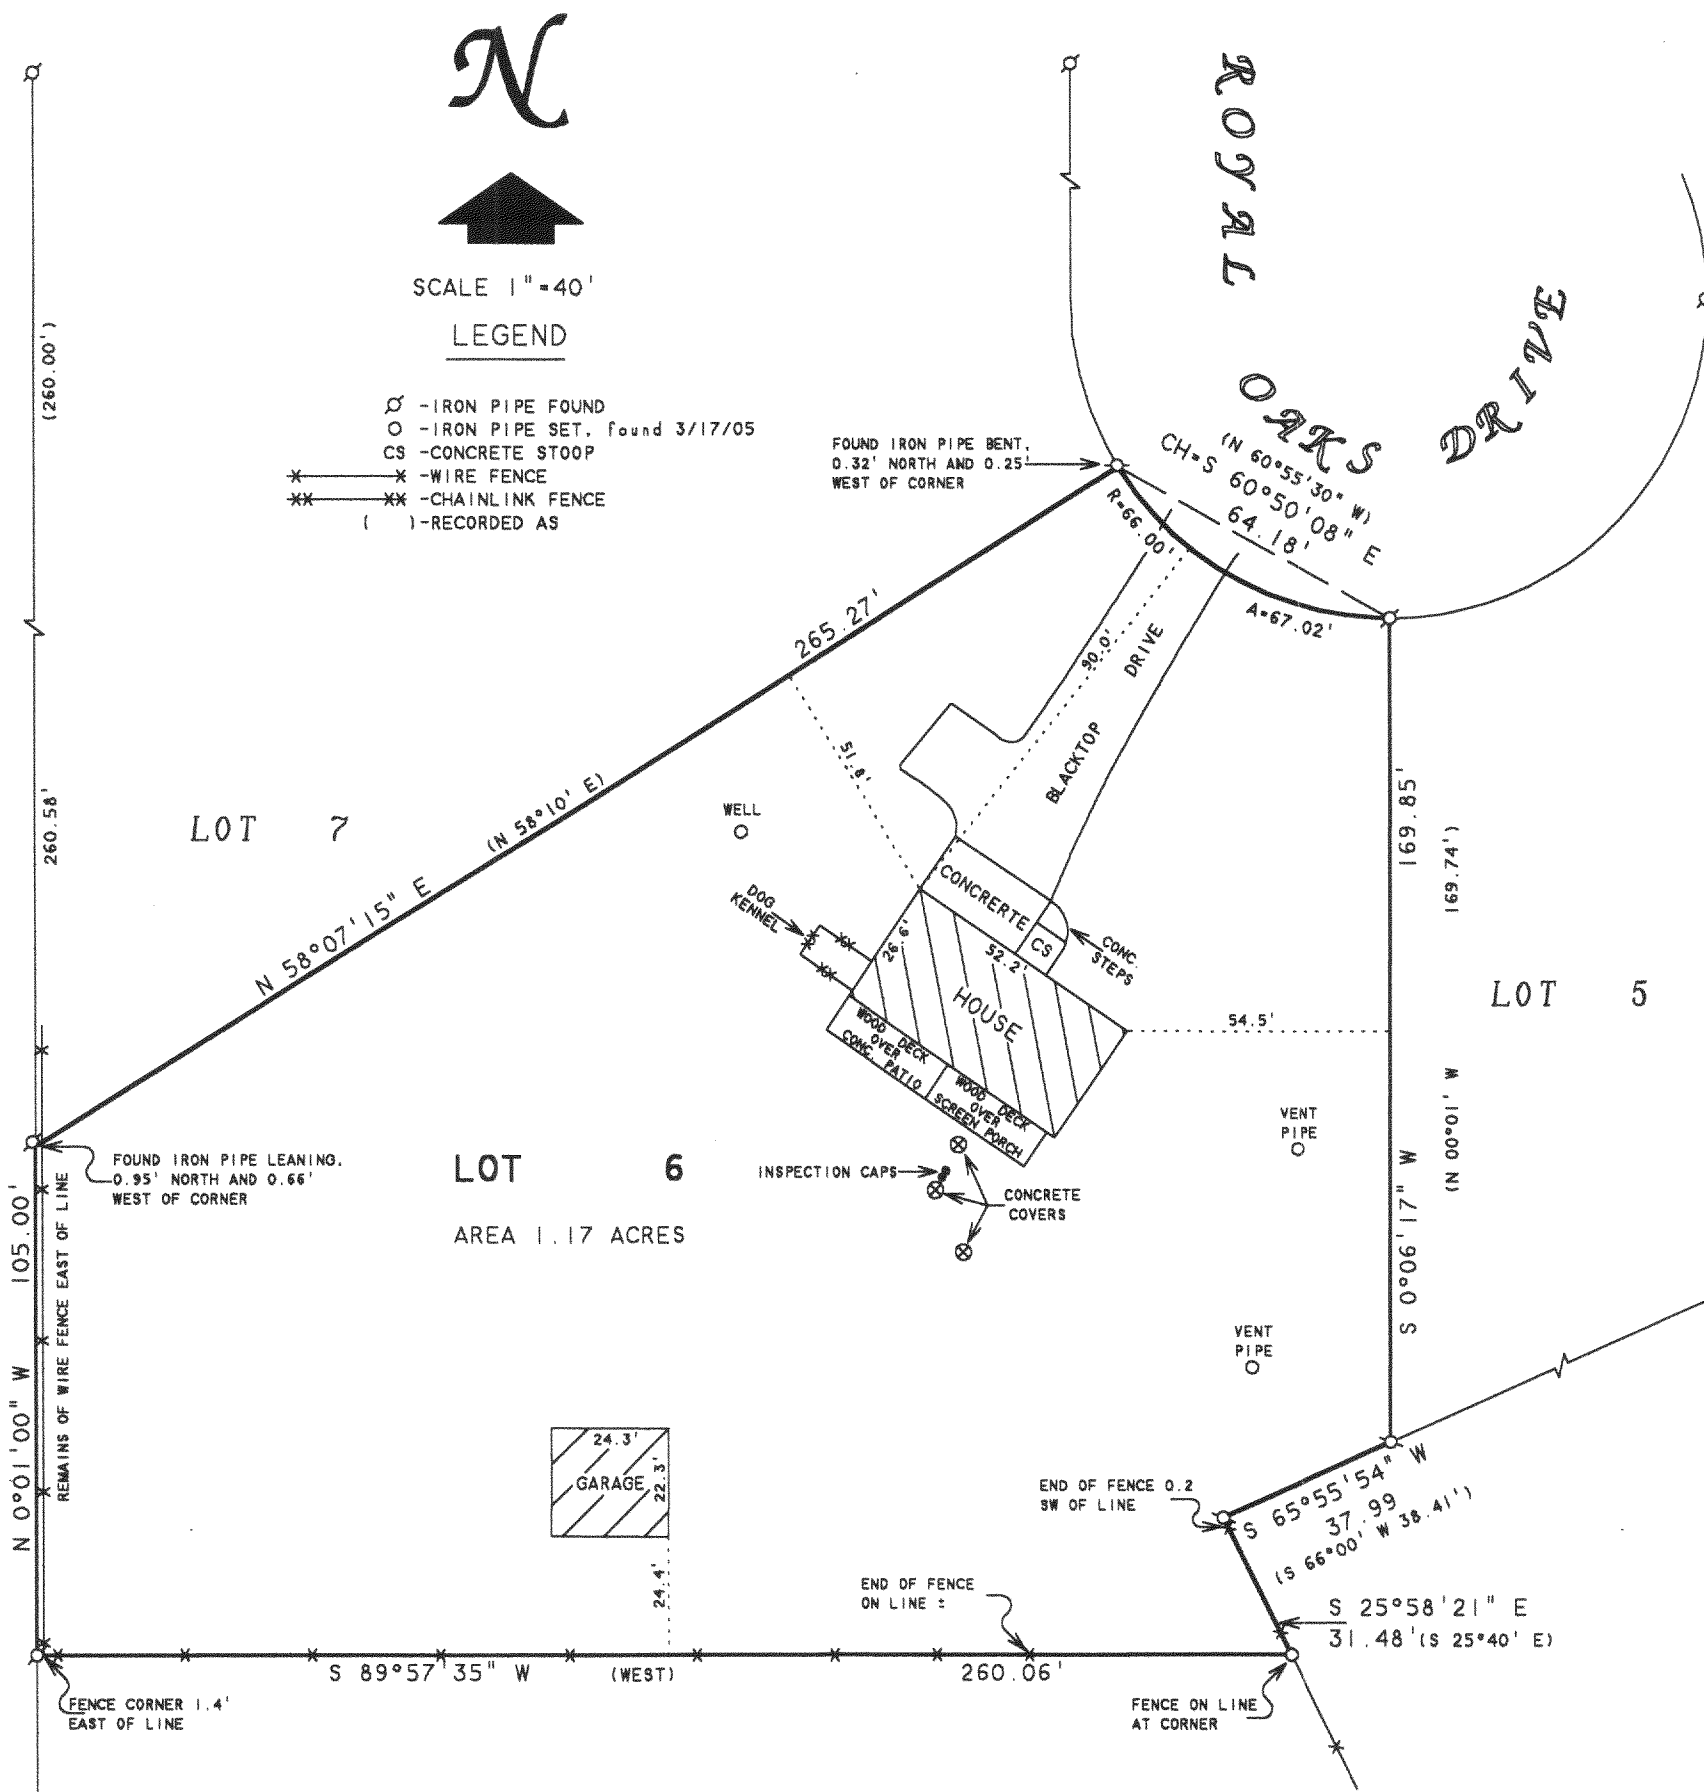 N
SCALE 1"=40'
LEGEND
-IRON PIPE FOUND
-IRON PIPE SET, found 3/17/05
CS -CONCRETE STOOP
-WIRE FENCE
-CHAINLINK FENCE
( )-RECORDED AS
ROYAL
OAKS
DRIVE
FOUND IRON PIPE BENT,
0.32' NORTH AND 0.25'
WEST OF CORNER
(N 60°55'30" W)
CH=S 60°50'08" E
64.18'
R=66.00'
A=67.02'
(260.00')
260.58'
265.27'
N 58°07'15" E
(N 58°10' E)
LOT 7
WELL
51.8'
90.0'
BLACKTOP DRIVE
DOG
KENNEL
CONCRERTE
CS
CONC.
STEPS
26.6'
52.2'
HOUSE
WOOD DECK
OVER
CONC. PATIO
WOOD DECK
OVER
SCREEN PORCH
54.5'
169.85'
169.74')
S 0°06'17" W
(N 00°01' W
LOT 5
VENT
PIPE
VENT
PIPE
FOUND IRON PIPE LEANING,
0.95' NORTH AND 0.66'
WEST OF CORNER
LOT 6
AREA 1.17 ACRES
INSPECTION CAPS
CONCRETE
COVERS
N 0°01'00" W 105.00'
REMAINS OF WIRE FENCE EAST OF LINE
24.3'
GARAGE
22.3'
24.4'
END OF FENCE 0.2
SW OF LINE
S 65°55'54" W
37.99
(S 66°00' W 38.41')
END OF FENCE
ON LINE ±
S 25°58'21" E
31.48'(S 25°40' E)
S 89°57'35" W (WEST) 260.06'
FENCE CORNER 1.4'
EAST OF LINE
FENCE ON LINE
AT CORNER